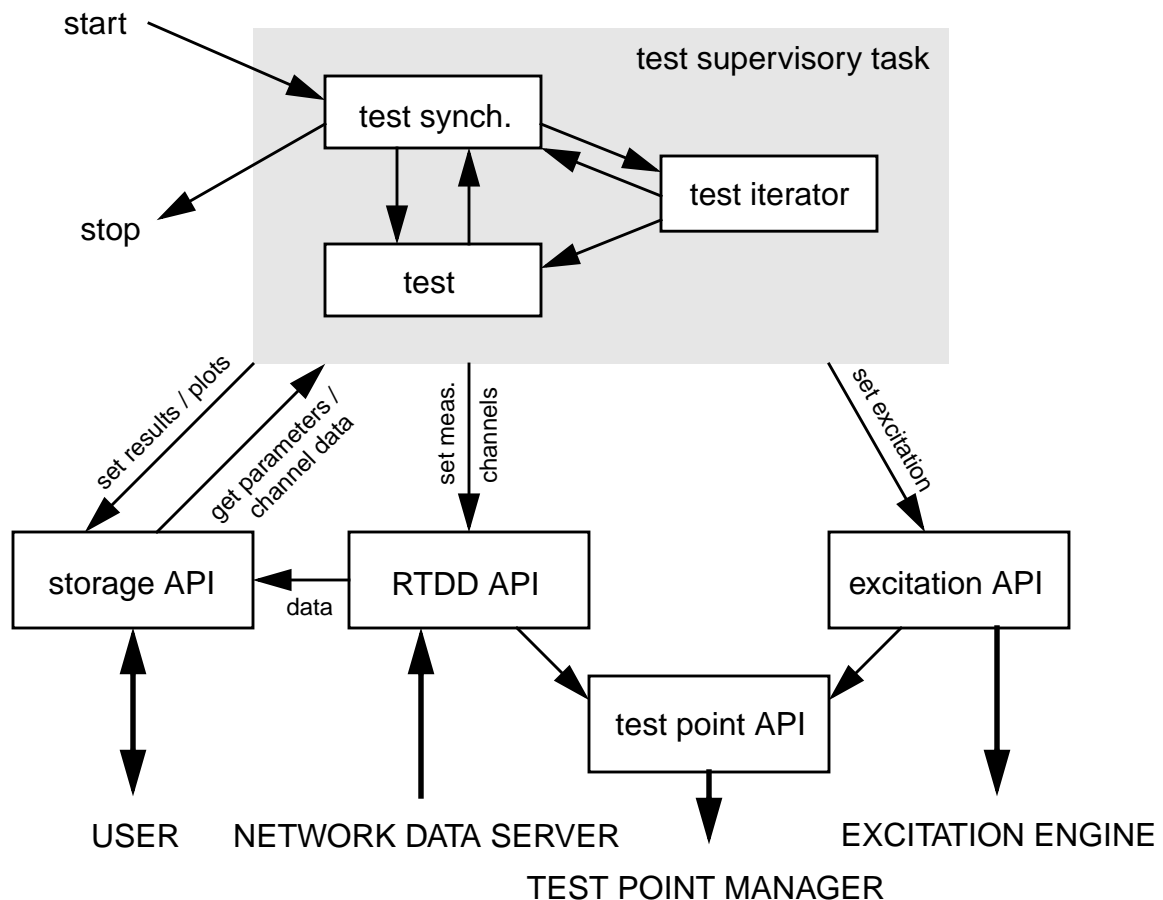 start
test supervisory task
test synch.
test iterator
stop
test
set results / plots
get parameters /
channel data
set meas.
channels
set excitation
storage API
data
RTDD API
excitation API
test point API
USER
NETWORK DATA SERVER
EXCITATION ENGINE
TEST POINT MANAGER